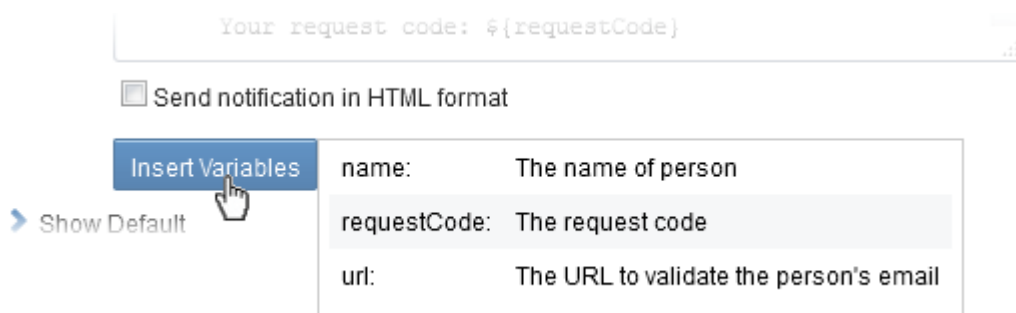 Your request code: ${requestCode}
Send notification in HTML format
Insert Variables
name: The name of person
requestCode: The request code
url: The URL to validate the person's email
Show Default